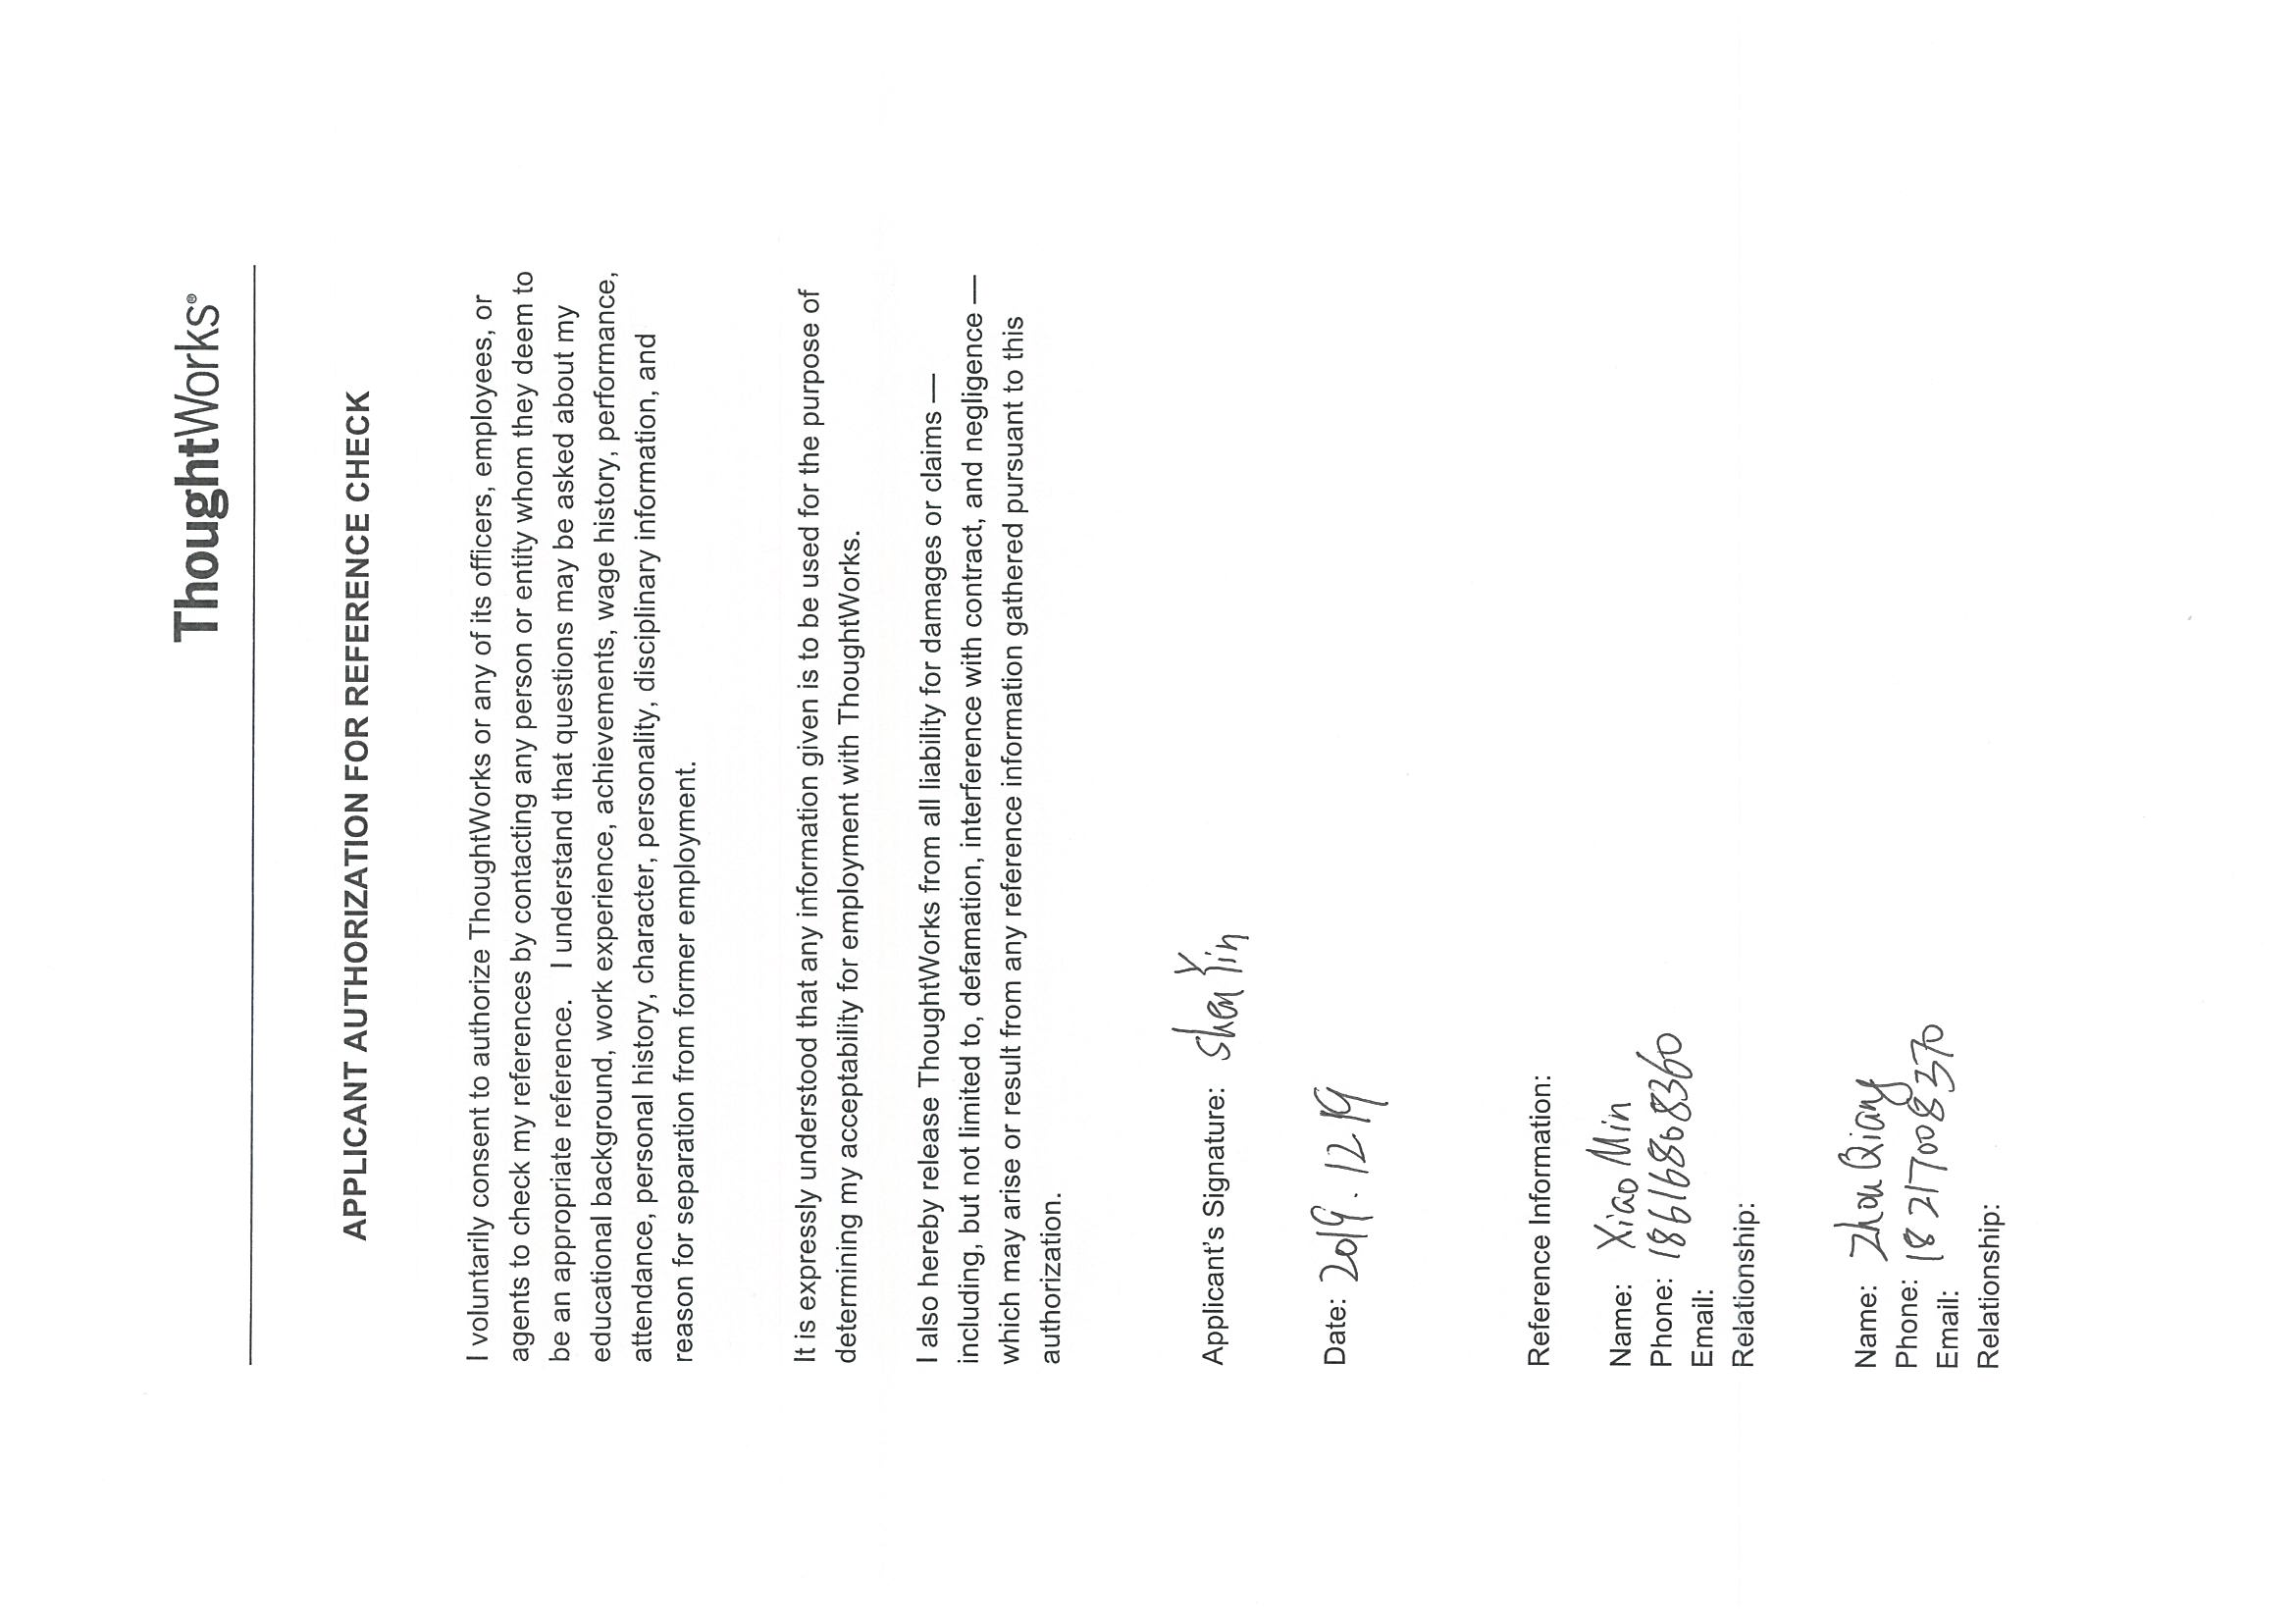 ThoughtWorks®
APPLICANT AUTHORIZATION FOR REFERENCE CHECK
I voluntarily consent to authorize ThoughtWorks or any of its officers, employees, or
agents to check my references by contacting any person or entity whom they deem to
be an appropriate reference.   I understand that questions may be asked about my
educational background, work experience, achievements, wage history, performance,
attendance, personal history, character, personality, disciplinary information, and
reason for separation from former employment.
It is expressly understood that any information given is to be used for the purpose of
determining my acceptability for employment with ThoughtWorks.
I also hereby release ThoughtWorks from all liability for damages or claims —
including, but not limited to, defamation, interference with contract, and negligence —
which may arise or result from any reference information gathered pursuant to this
authorization.
Applicant's Signature: Shen Yin
Date: 2019.12.19
Reference Information:
Name: Xiao Min
Phone: 18616868360
Email:
Relationship:
Name: Zhou Qiang
Phone: 18217008370
Email:
Relationship: